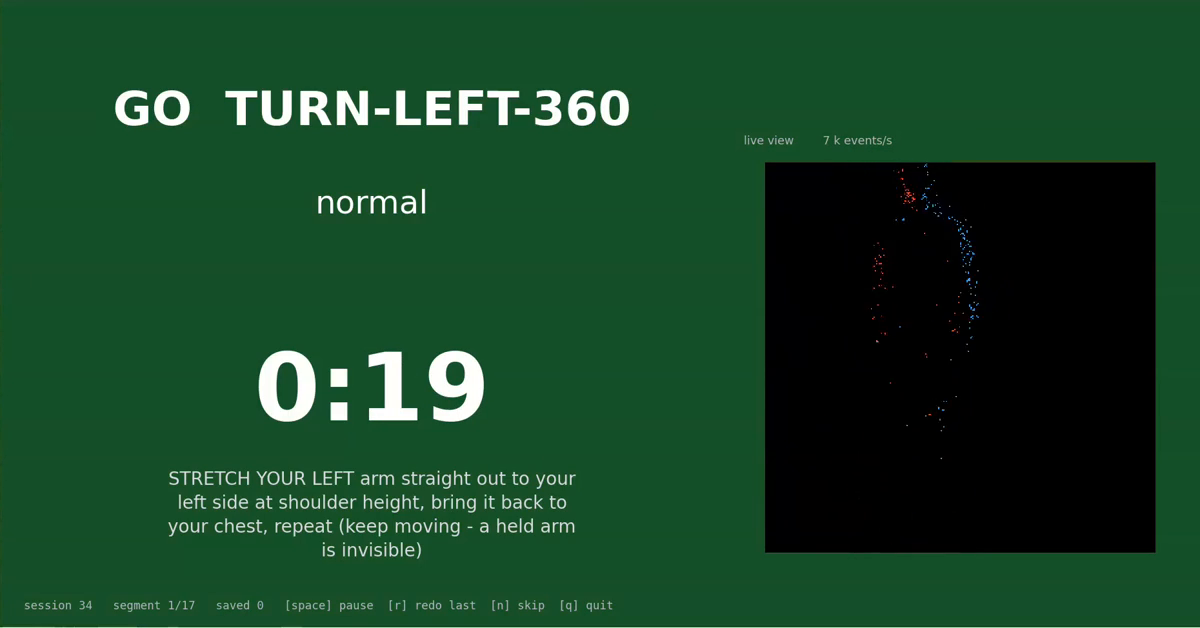 GO TURN-LEFT-360
live view 7 k events/s
normal
0:19
STRETCH YOUR LEFT arm straight out to your
left side at shoulder height, bring it back to
your chest, repeat (keep moving - a held arm
is invisible)
session 34 segment 1/17 saved 0 [space] pause [r] redo last [n] skip [q] quit